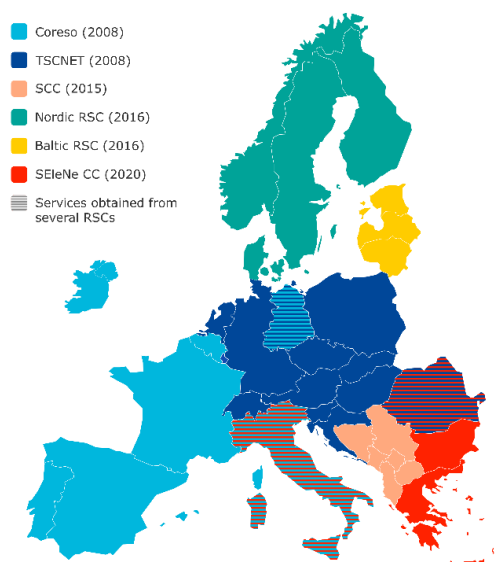 Coreso (2008)
TSCNET (2008)
SCC (2015)
Nordic RSC (2016)
Baltic RSC (2016)
SEleNe CC (2020)
Services obtained from
several RSCs